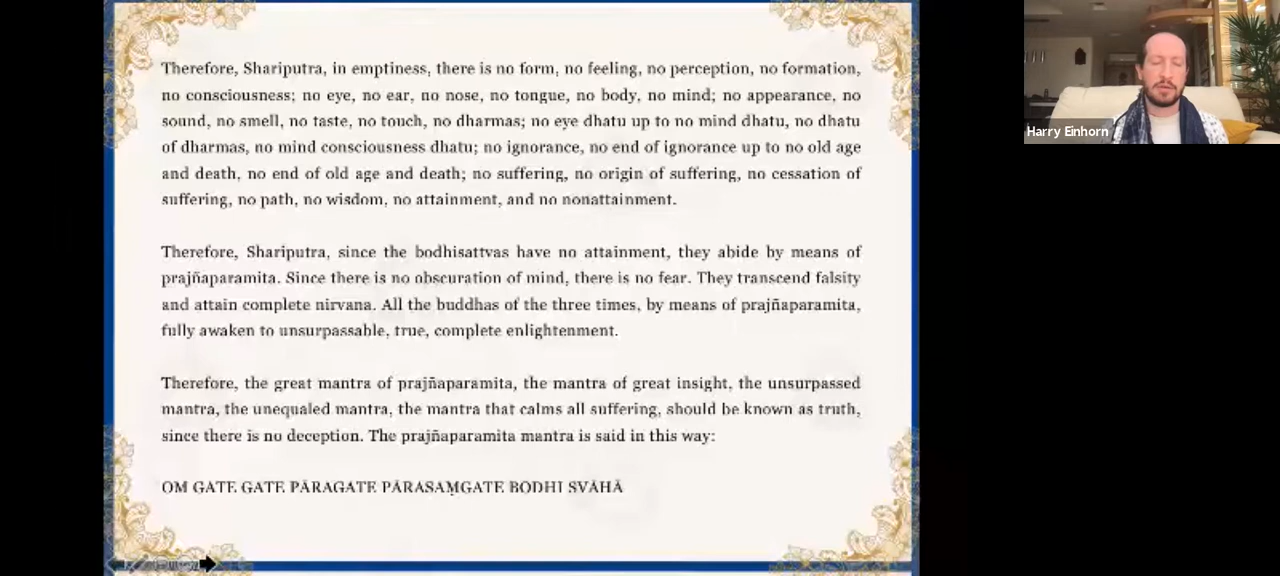 Therefore, Shariputra, in emptiness, there is no form, no feeling, no perception, no formation,
no consciousness; no eye, no ear, no nose, no tongue, no body, no mind; no appearance, no
sound, no smell, no taste, no touch, no dharmas; no eye dhatu up to no mind dhatu, no dhatu
of dharmas, no mind consciousness dhatu; no ignorance, no end of ignorance up to no old age
and death, no end of old age and death; no suffering, no origin of suffering, no cessation of
suffering, no path, no wisdom, no attainment, and no nonattainment.
Therefore, Shariputra, since the bodhisattvas have no attainment, they abide by means of
prajñaparamita. Since there is no obscuration of mind, there is no fear. They transcend falsity
and attain complete nirvana. All the buddhas of the three times, by means of prajñaparamita,
fully awaken to unsurpassable, true, complete enlightenment.
Therefore, the great mantra of prajñaparamita, the mantra of great insight, the unsurpassed
mantra, the unequaled mantra, the mantra that calms all suffering, should be known as truth,
since there is no deception. The prajñaparamita mantra is said in this way:
OM GATE GATE PĀRAGATE PĀRASAṂGATE BODHI SVĀHĀ
Harry Einhorn